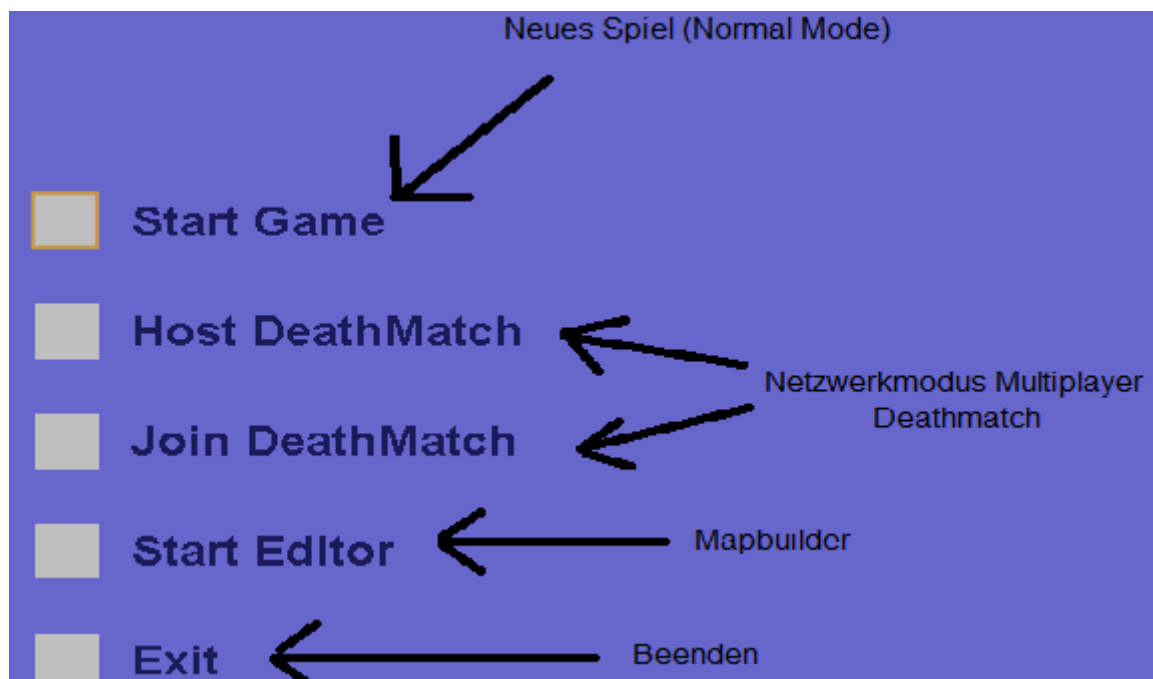 Neues Spiel (Normal Mode)
Start Game
Host DeathMatch
Netzwerkmodus Multiplayer
Deathmatch
Join DeathMatch
Start Editor
Mapbuilder
Exit
Beenden